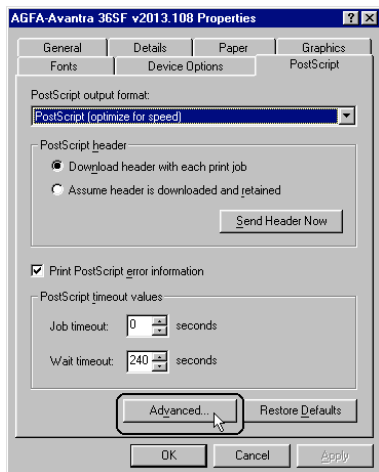 AGFA-Avantra 36SF v2013.108 Properties
General Details Paper Graphics
Fonts Device Options PostScript
PostScript output format:
PostScript (optimize for speed)
PostScript header
Download header with each print job
Assume header is downloaded and retained
Send Header Now
Print PostScript error information
PostScript timeout values
Job timeout: 0 seconds
Wait timeout: 240 seconds
Advanced... Restore Defaults
OK Cancel Apply